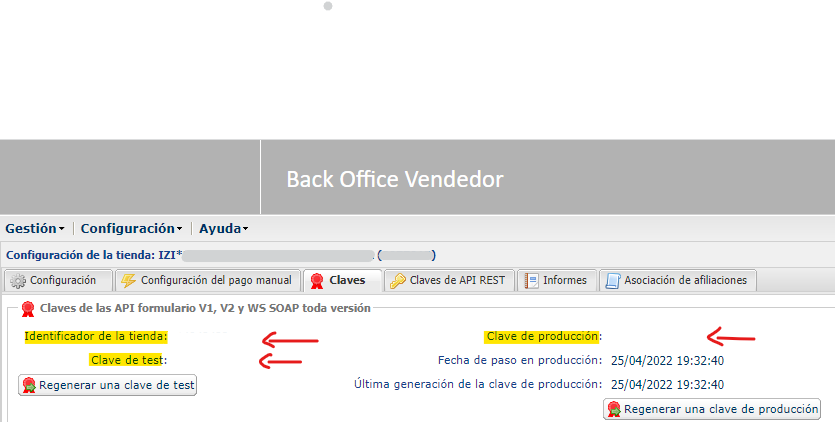 Back Office Vendedor
Gestión Configuración Ayuda
Configuración de la tienda: IZI* ( )
Configuración Configuración del pago manual Claves Claves de API REST Informes Asociación de afiliaciones
Claves de las API formulario V1, V2 y WS SOAP toda versión
Identificador de la tienda: Clave de producción:
Clave de test: Fecha de paso en producción: 25/04/2022 19:32:40
Regenerar una clave de test Última generación de la clave de producción: 25/04/2022 19:32:40
Regenerar una clave de producción